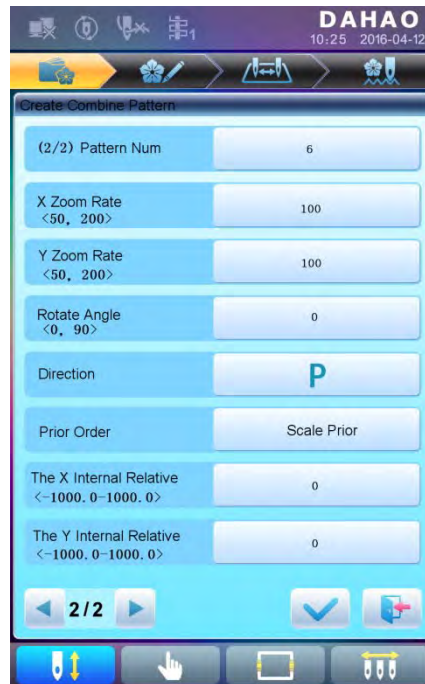 DAHAO
1
10:25 2016-04-12
Create Combine Pattern
(2/2) Pattern Num
6
X Zoom Rate
<50, 200>
100
Y Zoom Rate
<50, 200>
100
Rotate Angle
<0, 90>
0
Direction
P
Prior Order
Scale Prior
The X Internal Relative
<-1000.0-1000.0>
0
The Y Internal Relative
<-1000.0-1000.0>
0
2/2